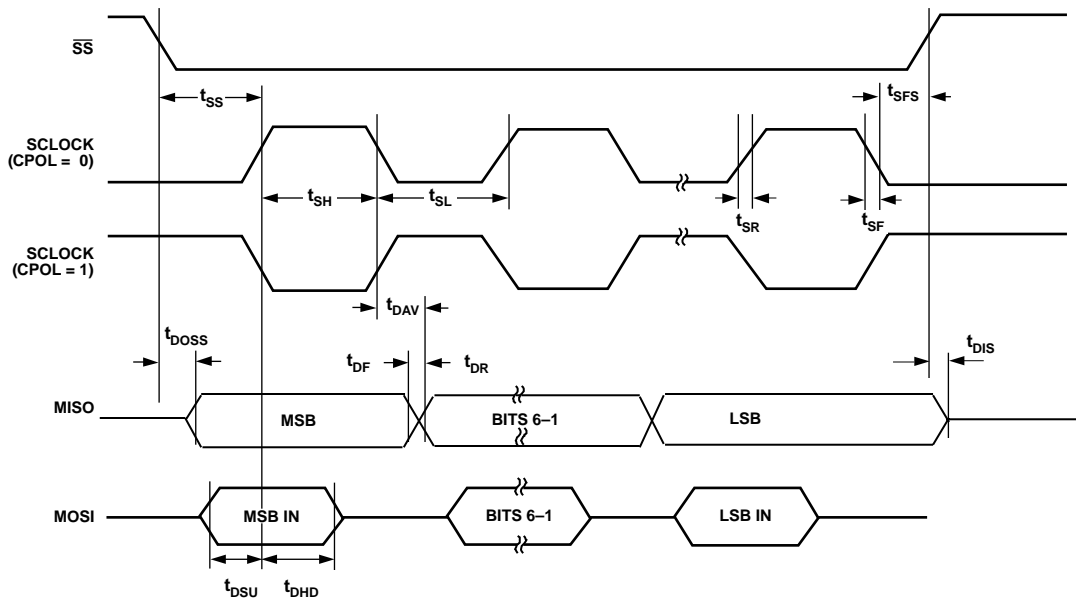 SS
tSS
tSFS
SCLOCK
(CPOL = 0)
tSH
tSL
tSR
tSF
SCLOCK
(CPOL = 1)
tDAV
tDOSS
tDF
tDR
tDIS
MISO
MSB
BITS 6–1
LSB
MOSI
MSB IN
BITS 6–1
LSB IN
tDSU
tDHD